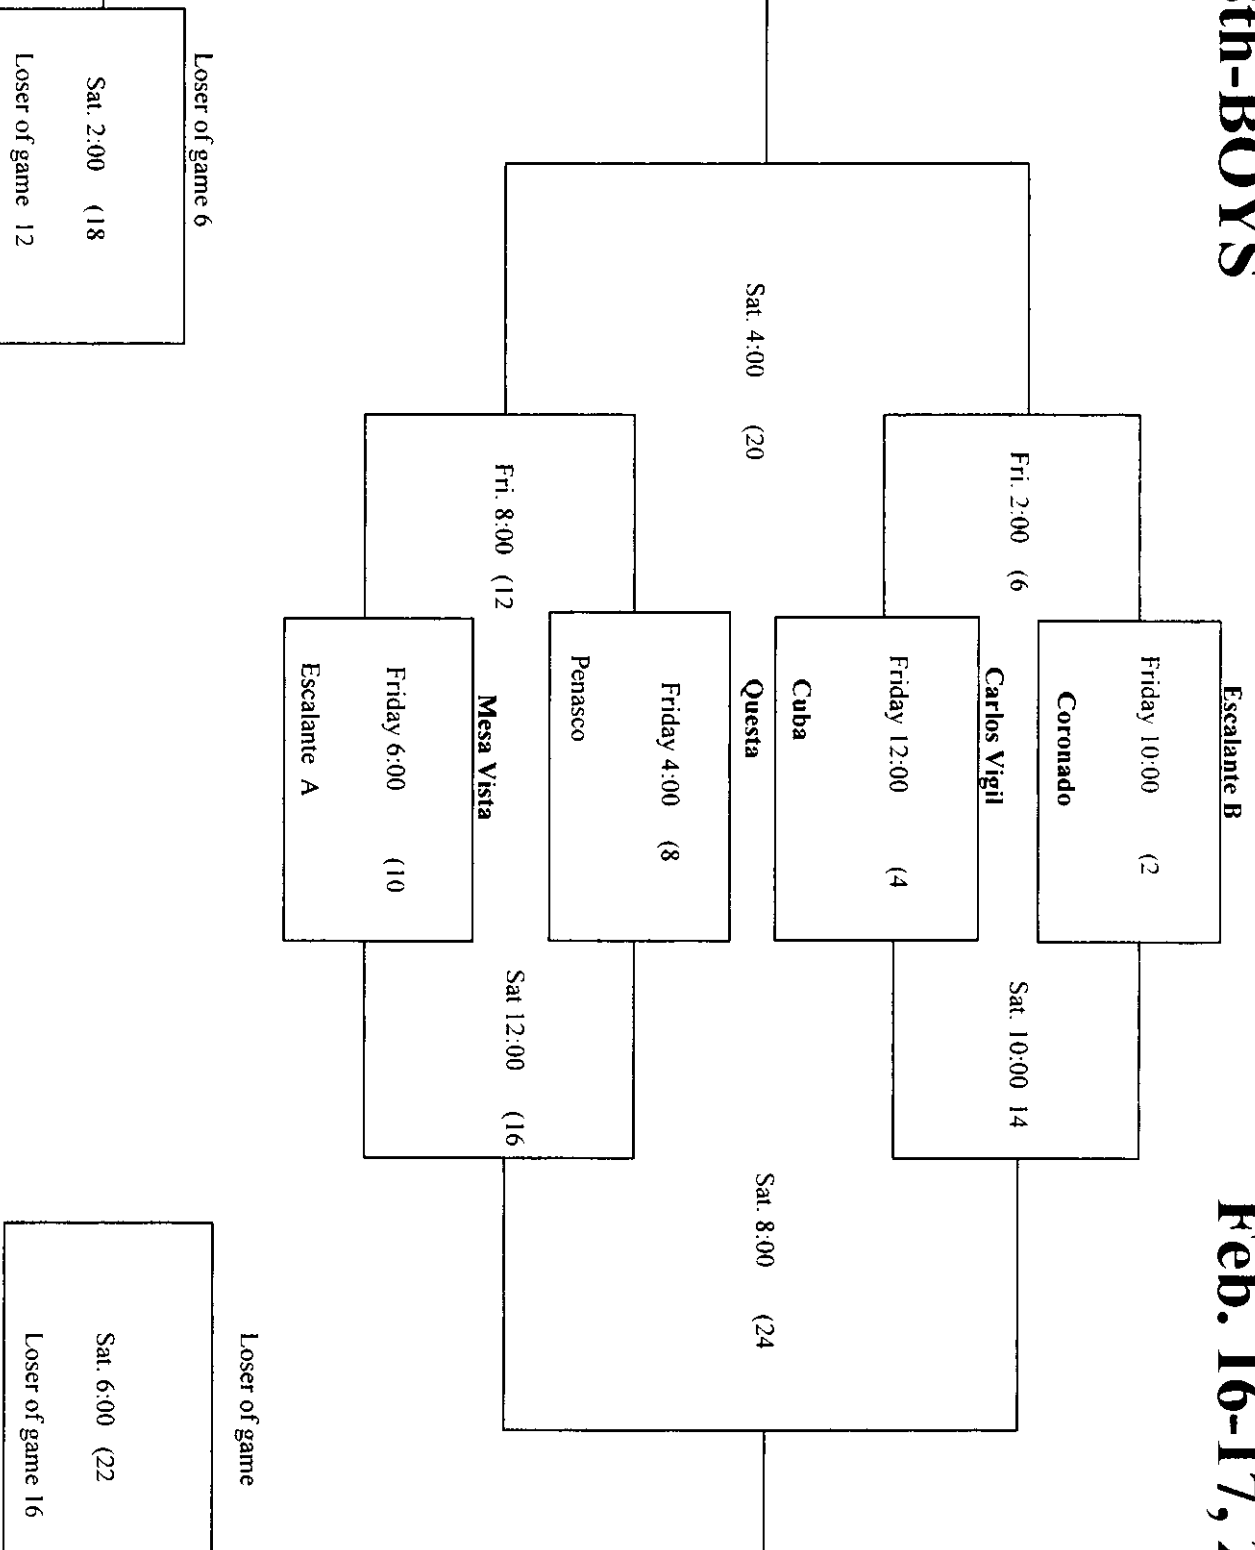 th-BOYS
Feb. 16-17,
Escalante B
Friday 10:00 (2
Coronado
Fri. 2:00 (6
Sat. 10:00 14
Carlos Vigil
Friday 12:00 (4
Cuba
Sat. 4:00 (20
Sat. 8:00 (24
Questa
Friday 4:00 (8
Penasco
Fri. 8:00 (12
Sat 12:00 (16
Mesa Vista
Friday 6:00 (10
Escalante A
Loser of game 6
Sat. 2:00 (18
Loser of game 12
Loser of game
Sat. 6:00 (22
Loser of game 16